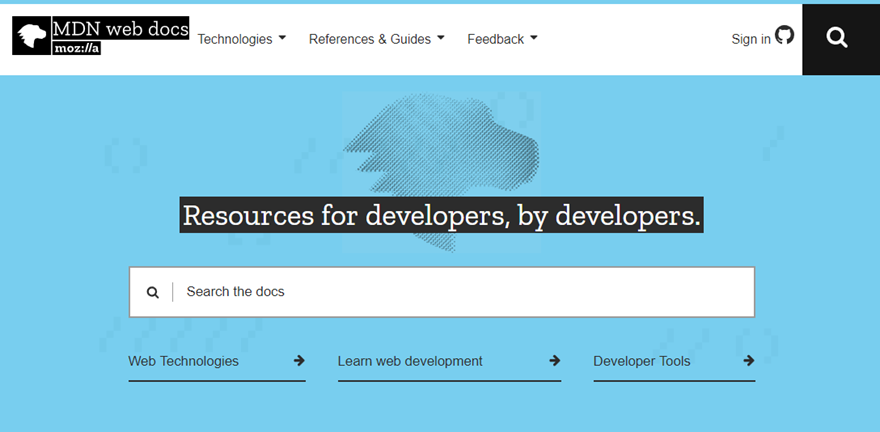 MDN web docs
moz://a
Technologies References & Guides Feedback Sign in
Resources for developers, by developers.
Search the docs
Web Technologies Learn web development Developer Tools